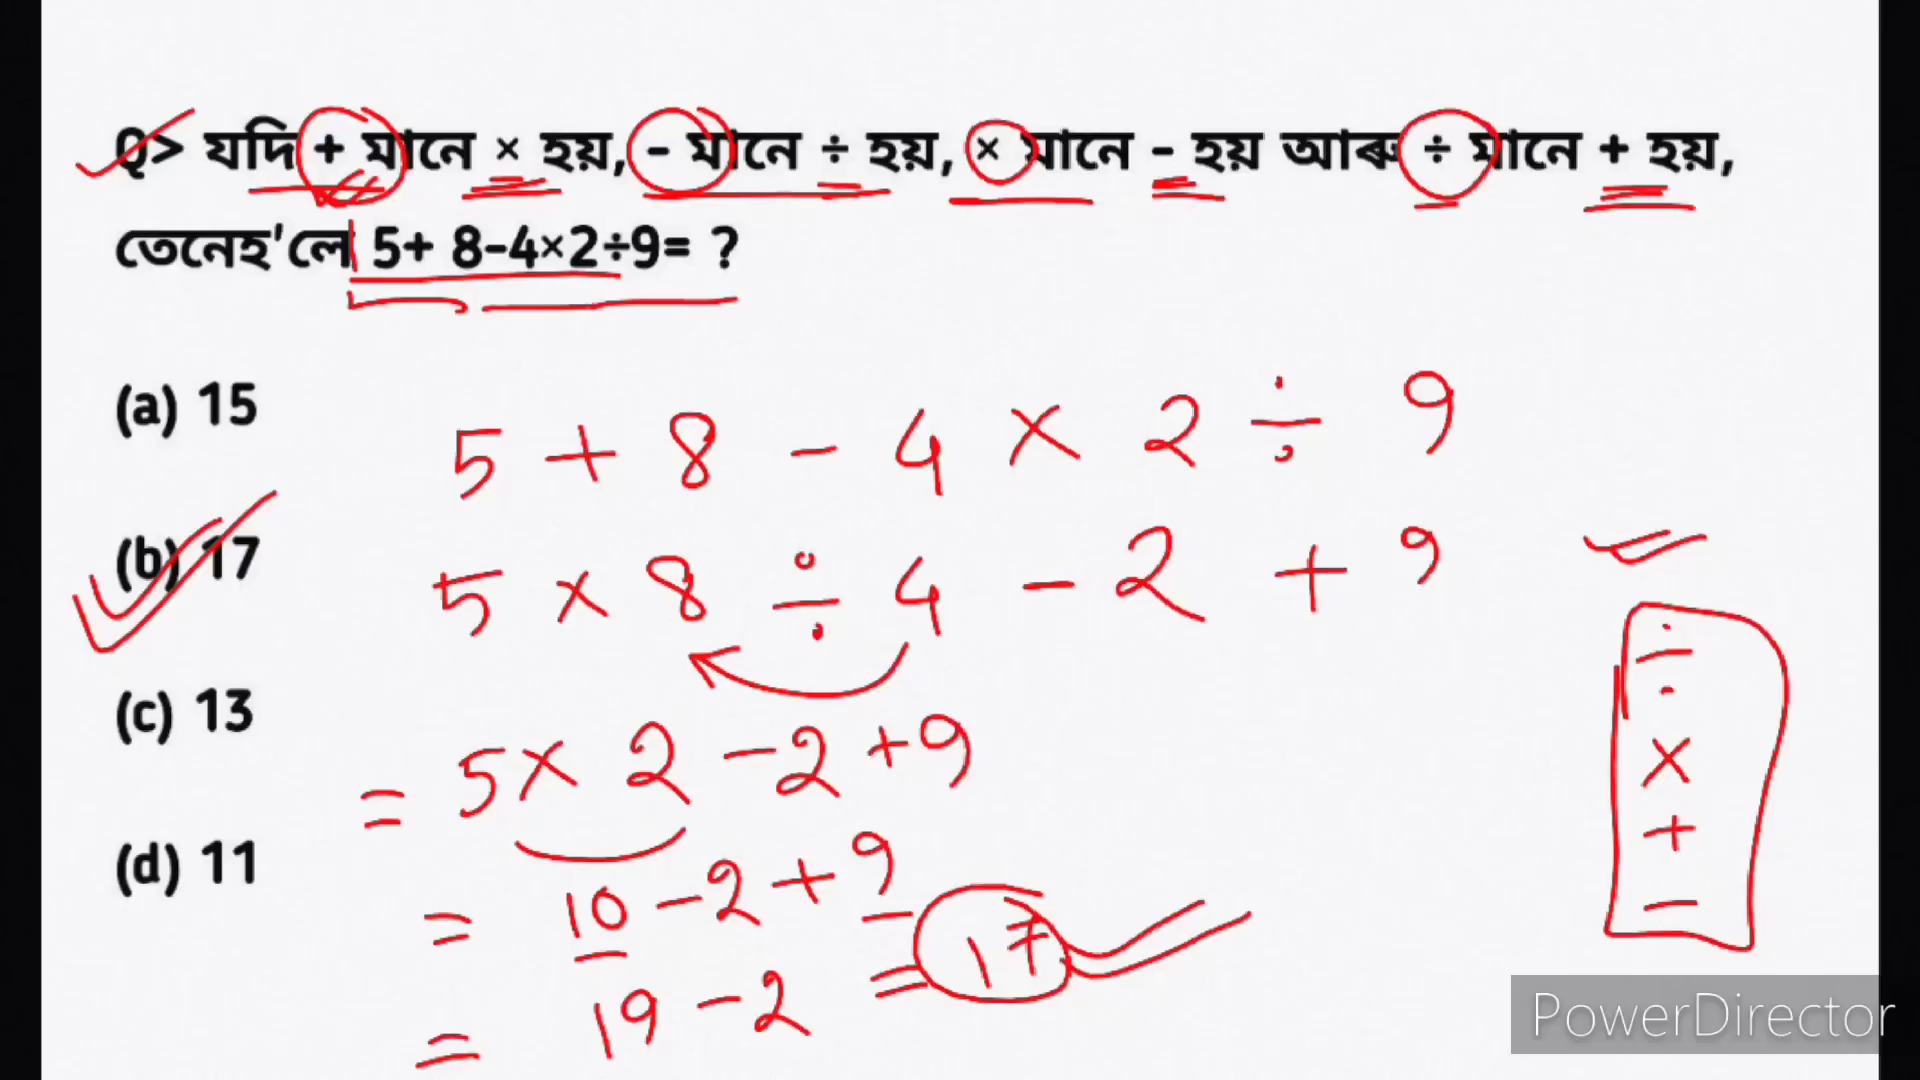 Q> যদি + মানে × হয়, - মানে ÷ হয়, × মানে - হয় আৰু ÷ মানে + হয়,
তেনেহ'লে 5+ 8-4×2÷9= ?
(a) 15
5 + 8 - 4 × 2 ÷ 9
(b) 17
5 × 8 ÷ 4 - 2 + 9
(c) 13
= 5 × 2 - 2 + 9
(d) 11
= 10 - 2 + 9
= 19 - 2 = 17
÷
×
+
-
PowerDirector